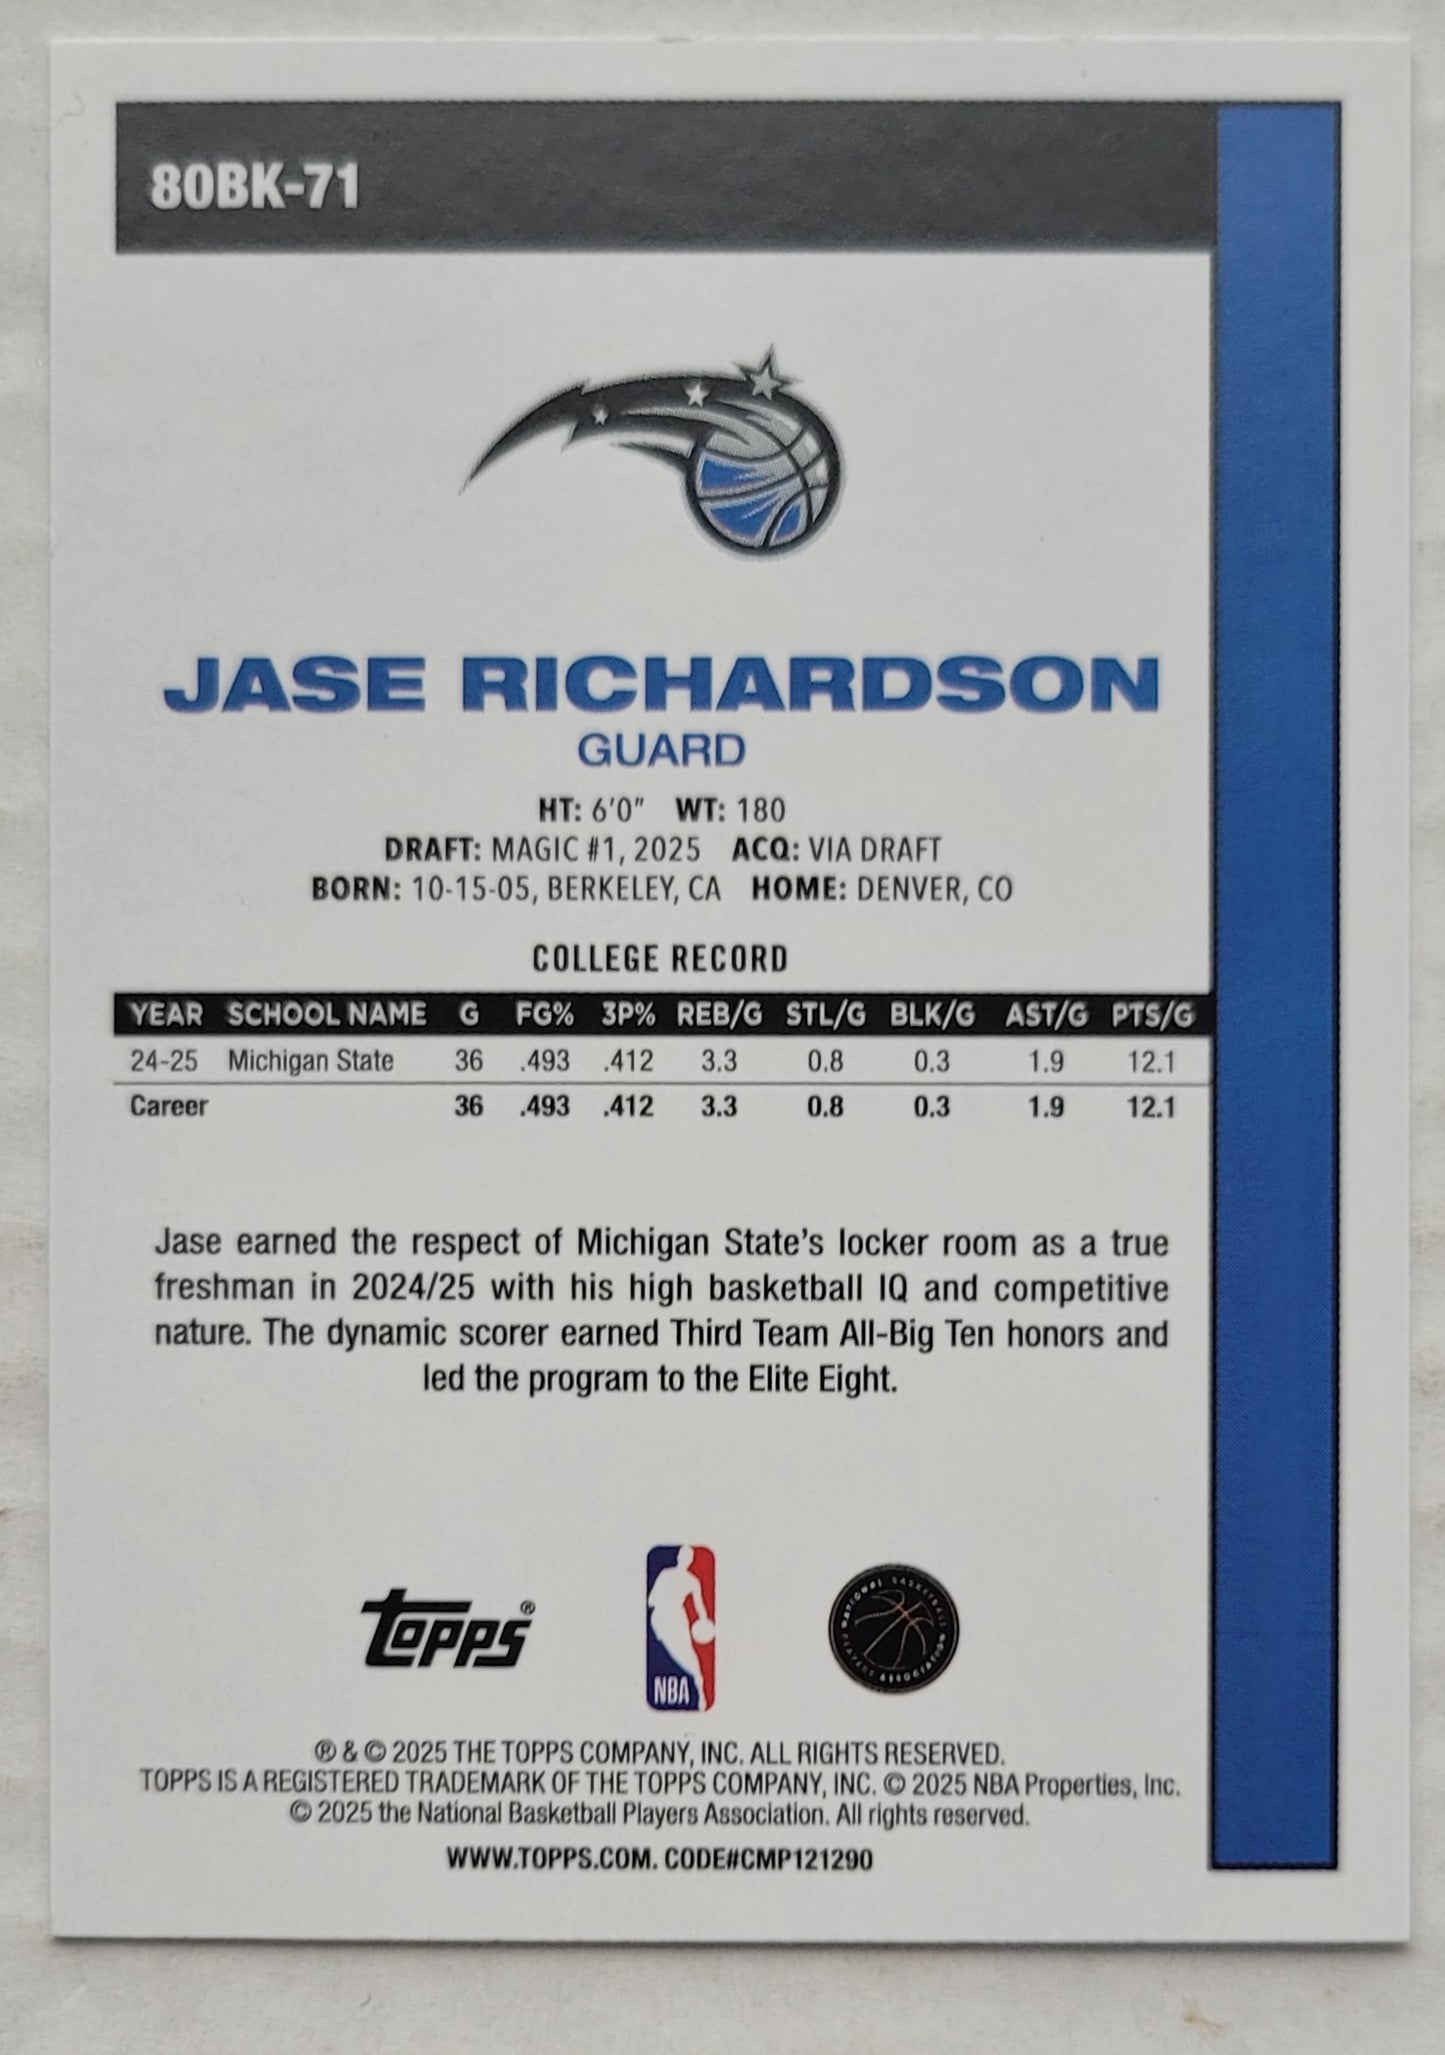 80BK-71
JASE RICHARDSON
GUARD
HT: 6'0" WT: 180
DRAFT: MAGIC #1, 2025 ACQ: VIA DRAFT
BORN: 10-15-05, BERKELEY, CA HOME: DENVER, CO
COLLEGE RECORD
YEAR SCHOOL NAME G FG% 3P% REB/G STL/G BLK/G AST/G PTS/G
24-25 Michigan State 36 .493 .412 3.3 0.8 0.3 1.9 12.1
Career 36 .493 .412 3.3 0.8 0.3 1.9 12.1
Jase earned the respect of Michigan State's locker room as a true
freshman in 2024/25 with his high basketball IQ and competitive
nature. The dynamic scorer earned Third Team All-Big Ten honors and
led the program to the Elite Eight.
Topps®
NBA
NATIONAL BASKETBALL PLAYERS ASSOCIATION
® & © 2025 THE TOPPS COMPANY, INC. ALL RIGHTS RESERVED.
TOPPS IS A REGISTERED TRADEMARK OF THE TOPPS COMPANY, INC. © 2025 NBA Properties, Inc.
© 2025 the National Basketball Players Association. All rights reserved.
WWW.TOPPS.COM. CODE#CMP121290